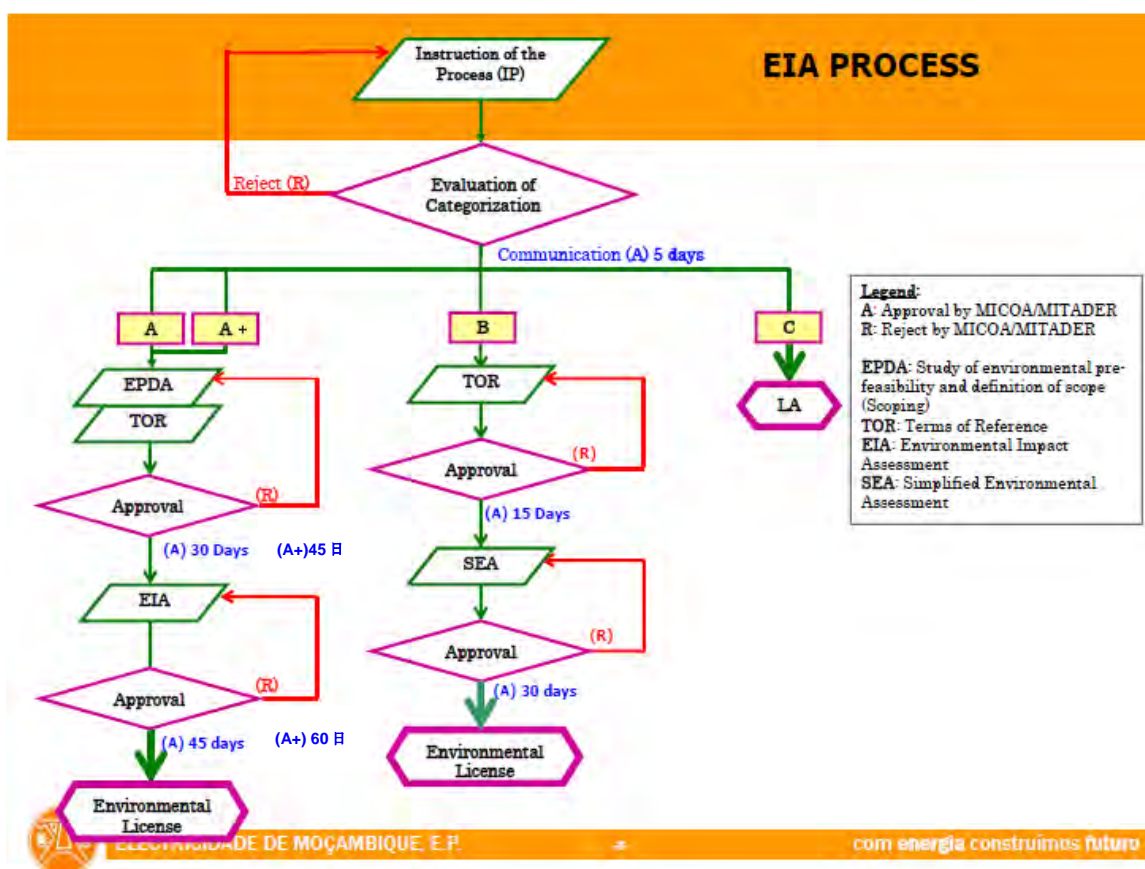 EIA PROCESS
Instruction of the
Process (IP)
Reject (R)
Evaluation of
Categorization
Communication (A) 5 days
A
A +
B
C
EPDA
TOR
Approval
(R)
(A) 30 Days
(A+)45 日
EIA
Approval
(R)
(A) 45 days
(A+) 60 日
Environmental
License
TOR
Approval
(R)
(A) 15 Days
SEA
Approval
(R)
(A) 30 days
Environmental
License
LA
Legend:
A: Approval by MICOA/MITADER
R: Reject by MICOA/MITADER
EPDA: Study of environmental pre-
feasibility and definition of scope
(Scoping)
TOR: Terms of Reference
EIA: Environmental Impact
Assessment
SEA: Simplified Environmental
Assessment
ELECTRICIDADE DE MOÇAMBIQUE, E.P.
com energia construimos futuro